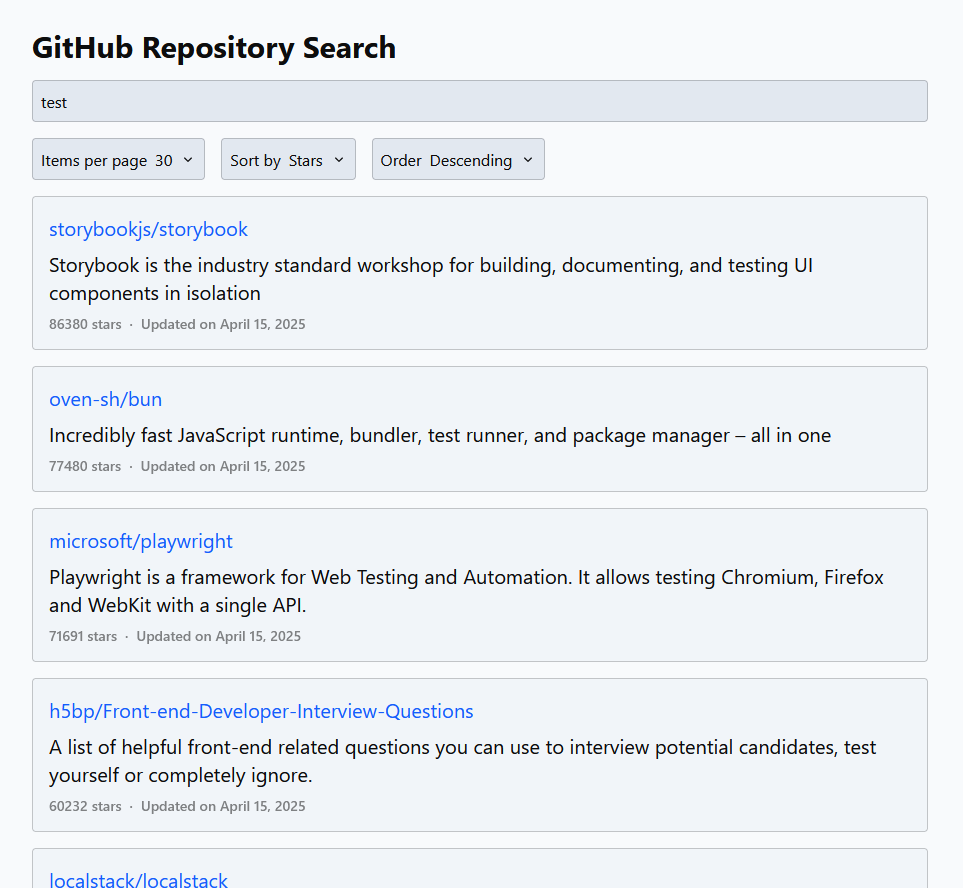 GitHub Repository Search
test
Items per page 30 Sort by Stars Order Descending
storybookjs/storybook
Storybook is the industry standard workshop for building, documenting, and testing UI
components in isolation
86380 stars · Updated on April 15, 2025
oven-sh/bun
Incredibly fast JavaScript runtime, bundler, test runner, and package manager – all in one
77480 stars · Updated on April 15, 2025
microsoft/playwright
Playwright is a framework for Web Testing and Automation. It allows testing Chromium, Firefox
and WebKit with a single API.
71691 stars · Updated on April 15, 2025
h5bp/Front-end-Developer-Interview-Questions
A list of helpful front-end related questions you can use to interview potential candidates, test
yourself or completely ignore.
60232 stars · Updated on April 15, 2025
localstack/localstack